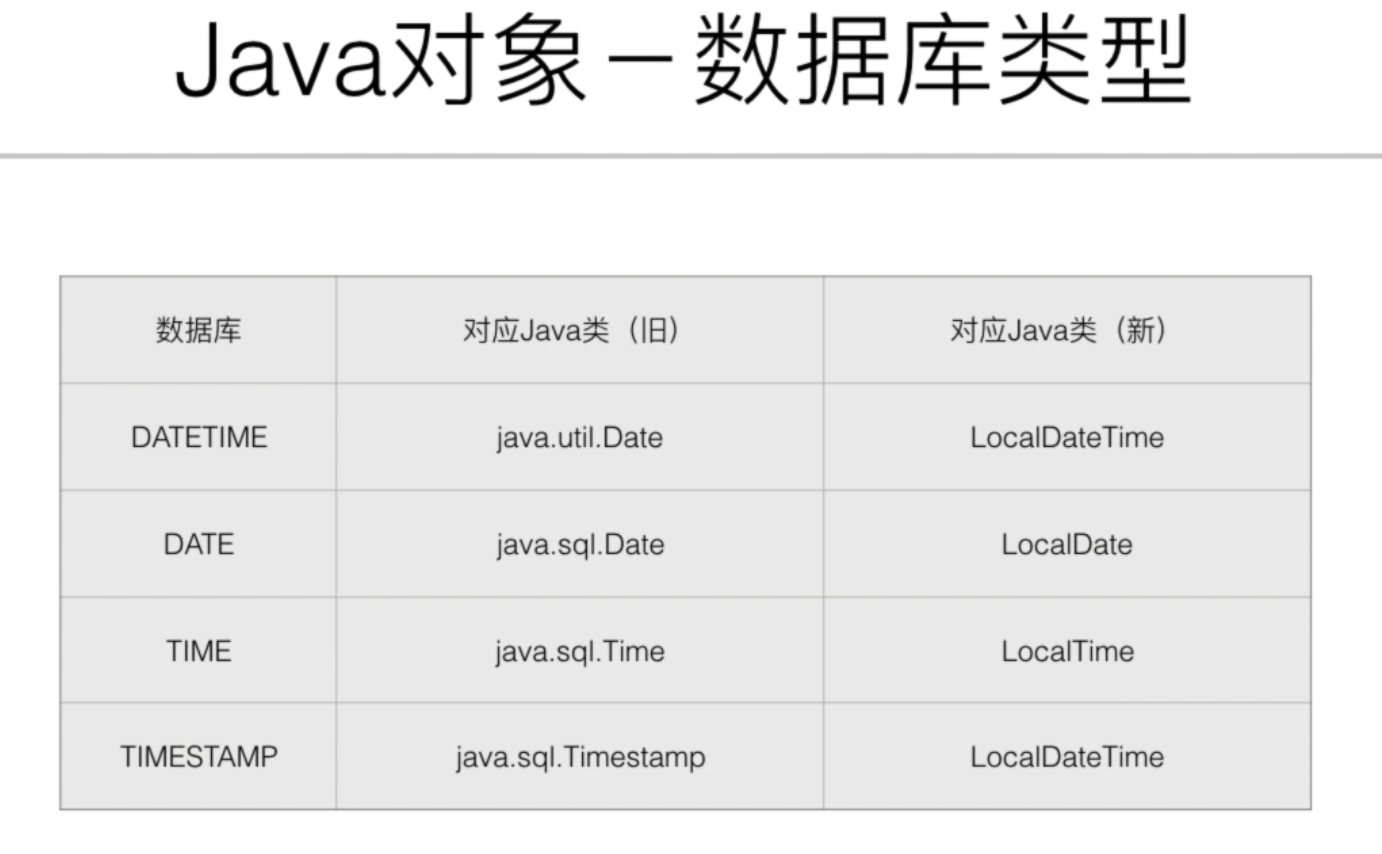 Java对象－数据库类型
数据库 对应Java类（旧） 对应Java类（新）
DATETIME java.util.Date LocalDateTime
DATE java.sql.Date LocalDate
TIME java.sql.Time LocalTime
TIMESTAMP java.sql.Timestamp LocalDateTime